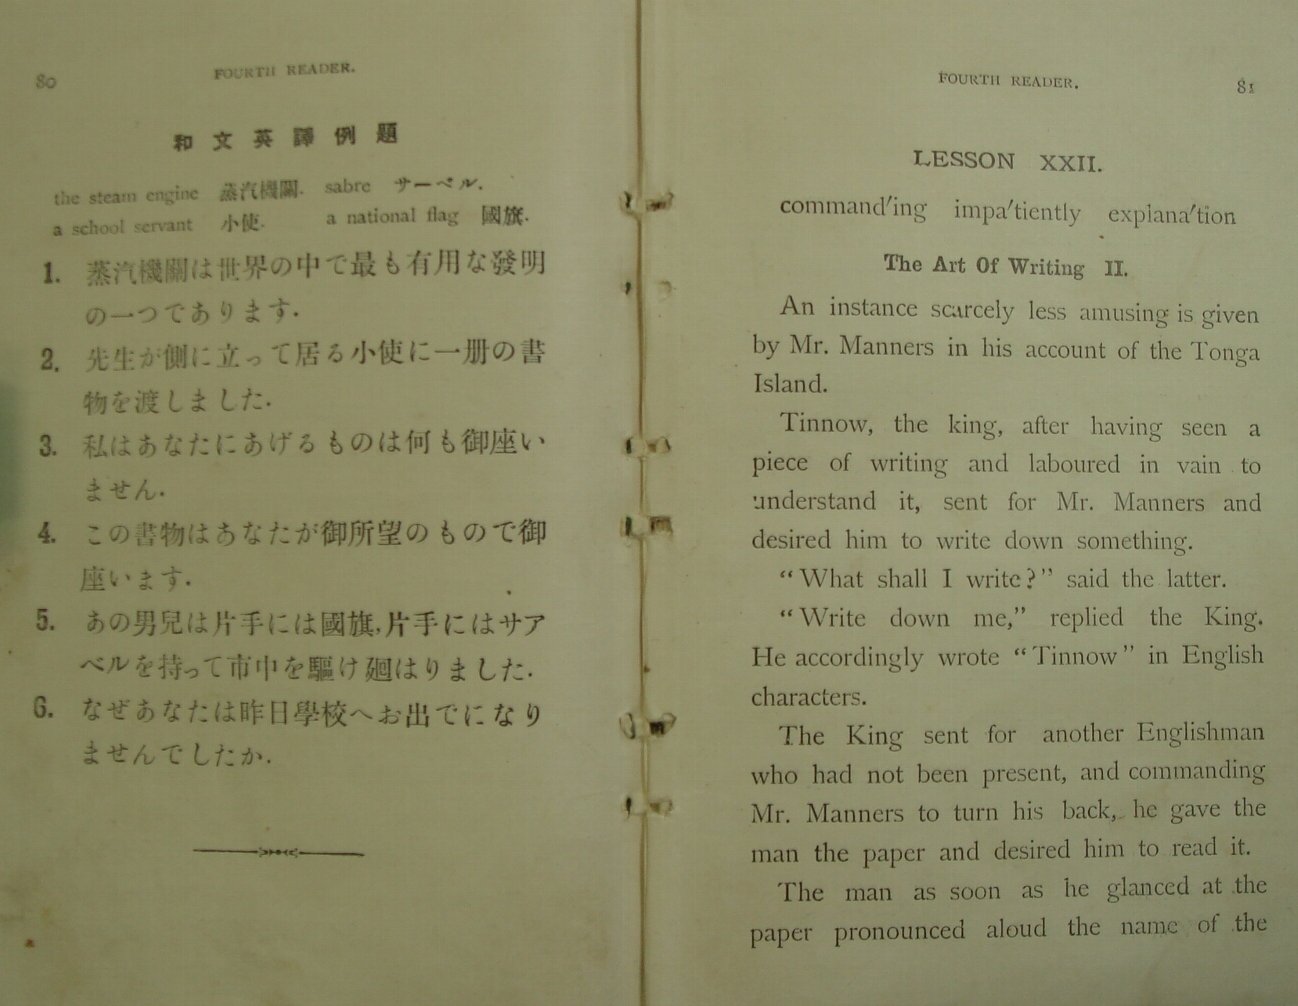 80
FOURTH READER.
和文英譯例題
the steam engine 蒸汽機關. sabre サーベル.
a school servant 小使. a national flag 國旗.
1. 蒸汽機關は世界の中で最も有用な發明
の一つであります.
2. 先生が側に立って居る小使に一册の書
物を渡しました.
3. 私はあなたにあげるものは何も御座い
ません.
4. この書物はあなたが御所望のもので御
座います.
5. あの男兒は片手には國旗,片手にはサア
ベルを持って市中を驅け廻はりました.
6. なぜあなたは昨日學校へお出でになり
ませんでしたか.
FOURTH READER.
81
LESSON XXII.
command'ing impa'tiently explana'tion
The Art Of Writing II.
An instance scarcely less amusing is given
by Mr. Manners in his account of the Tonga
Island.
Tinnow, the king, after having seen a
piece of writing and laboured in vain to
understand it, sent for Mr. Manners and
desired him to write down something.
"What shall I write?" said the latter.
"Write down me," replied the King.
He accordingly wrote "Tinnow" in English
characters.
The King sent for another Englishman
who had not been present, and commanding
Mr. Manners to turn his back, he gave the
man the paper and desired him to read it.
The man as soon as he glanced at the
paper pronounced aloud the name of the